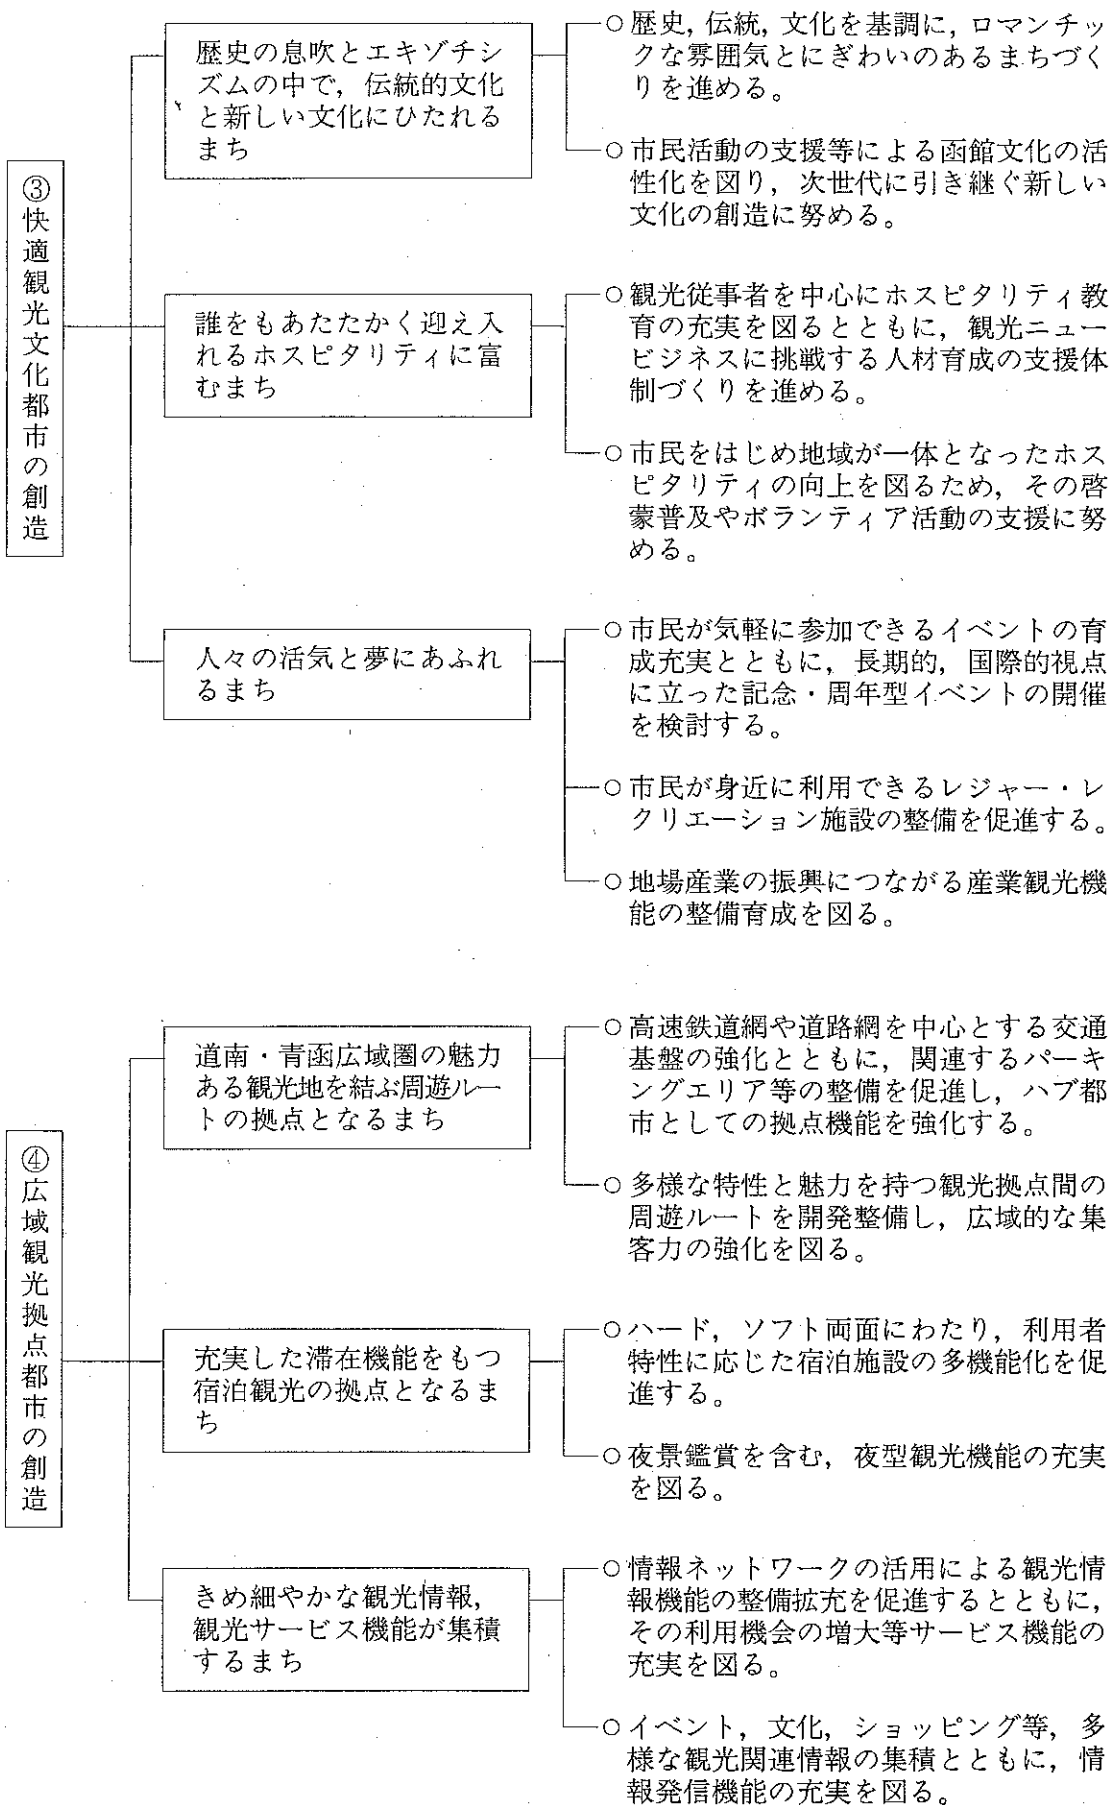 ③快適観光文化都市の創造
歴史の息吹とエキゾチシ
ズムの中で，伝統的文化
と新しい文化にひたれる
まち
○歴史，伝統，文化を基調に，ロマンチッ
クな雰囲気とにぎわいのあるまちづく
りを進める。
○市民活動の支援等による函館文化の活
性化を図り，次世代に引き継ぐ新しい
文化の創造に努める。
誰をもあたたかく迎え入
れるホスピタリティに富
むまち
○観光従事者を中心にホスピタリティ教
育の充実を図るとともに，観光ニュー
ビジネスに挑戦する人材育成の支援体
制づくりを進める。
○市民をはじめ地域が一体となったホス
ピタリティの向上を図るため，その啓
蒙普及やボランティア活動の支援に努
める。
人々の活気と夢にあふれ
るまち
○市民が気軽に参加できるイベントの育
成充実とともに，長期的，国際的視点
に立った記念・周年型イベントの開催
を検討する。
○市民が身近に利用できるレジャー・レ
クリエーション施設の整備を促進する。
○地場産業の振興につながる産業観光機
能の整備育成を図る。
④広域観光拠点都市の創造
道南・青函広域圏の魅力
ある観光地を結ぶ周遊ルー
トの拠点となるまち
○高速鉄道網や道路網を中心とする交通
基盤の強化とともに，関連するパーキ
ングエリア等の整備を促進し，ハブ都
市としての拠点機能を強化する。
○多様な特性と魅力を持つ観光拠点間の
周遊ルートを開発整備し，広域的な集
客力の強化を図る。
充実した滞在機能をもつ
宿泊観光の拠点となるま
ち
○ハード，ソフト両面にわたり，利用者
特性に応じた宿泊施設の多機能化を促
進する。
○夜景鑑賞を含む，夜型観光機能の充実
を図る。
きめ細やかな観光情報，
観光サービス機能が集積
するまち
○情報ネットワークの活用による観光情
報機能の整備拡充を促進するとともに，
その利用機会の増大等サービス機能の
充実を図る。
○イベント，文化，ショッピング等，多
様な観光関連情報の集積とともに，情
報発信機能の充実を図る。